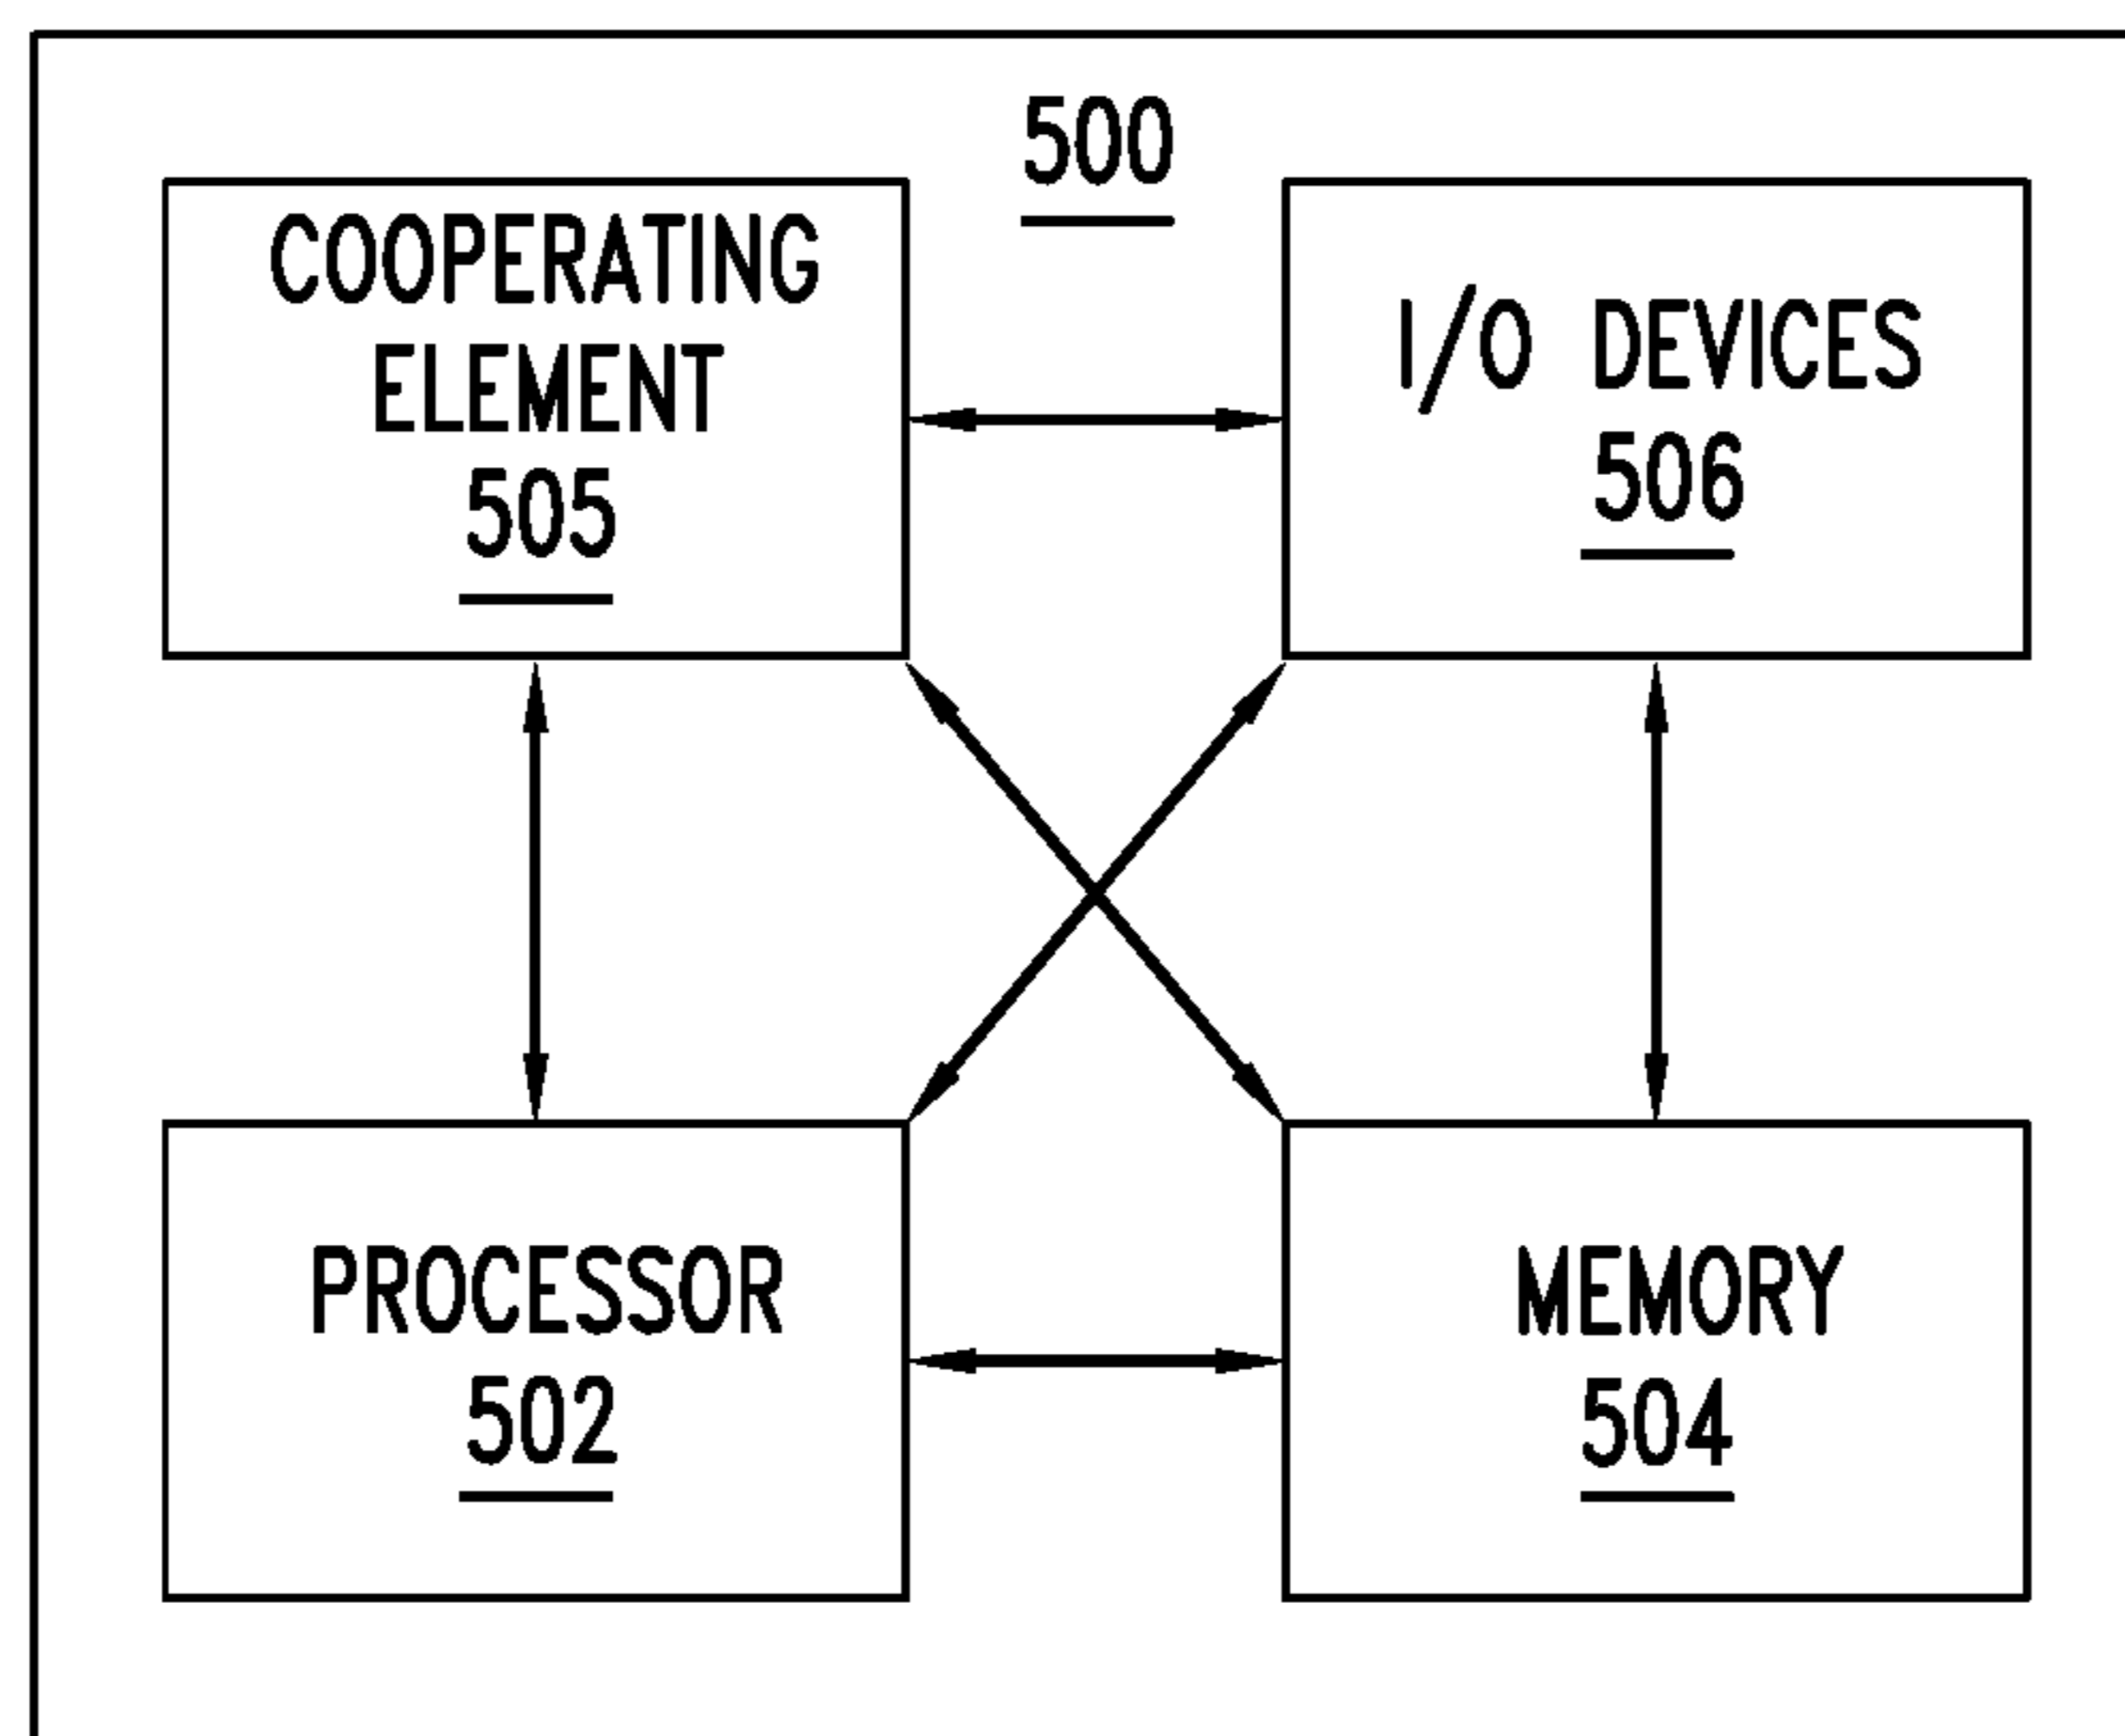 500
COOPERATING
ELEMENT
505
I/O DEVICES
506
PROCESSOR
502
MEMORY
504